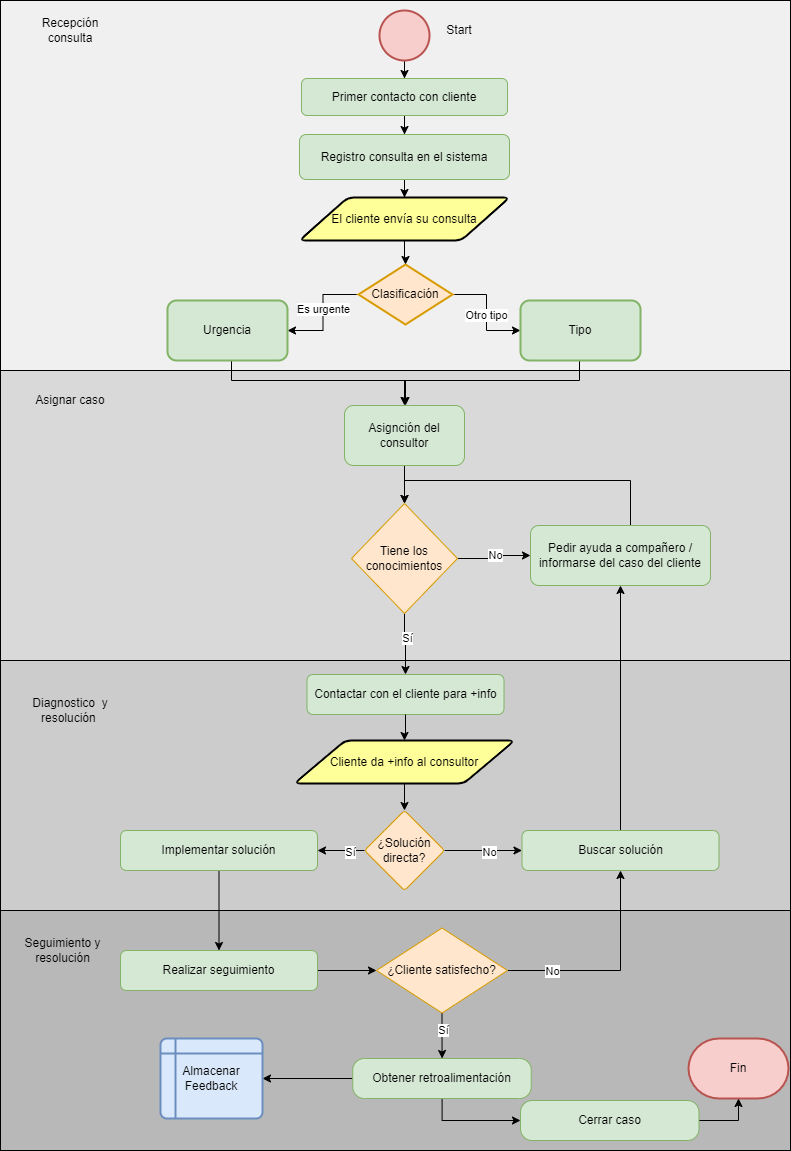 Recepción
consulta
Start
Primer contacto con cliente
Registro consulta en el sistema
El cliente envía su consulta
Clasificación
Es urgente
Otro tipo
Urgencia
Tipo
Asignar caso
Asignción del
consultor
Tiene los
conocimientos
No
Pedir ayuda a compañero /
informarse del caso del cliente
Sí
Diagnostico y
resolución
Contactar con el cliente para +info
Cliente da +info al consultor
¿Solución
directa?
Sí
No
Implementar solución
Buscar solución
Seguimiento y
resolución
Realizar seguimiento
¿Cliente satisfecho?
No
Sí
Almacenar
Feedback
Obtener retroalimentación
Fin
Cerrar caso